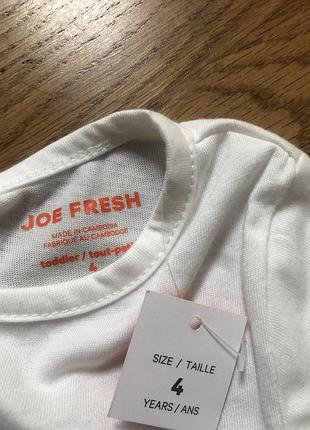 JOE FRESH
MADE IN CAMBODIA
FABRIQUÉ AU CAMBODGE
toddler / tout-petit
4
SIZE / TAILLE
4
YEARS / ANS